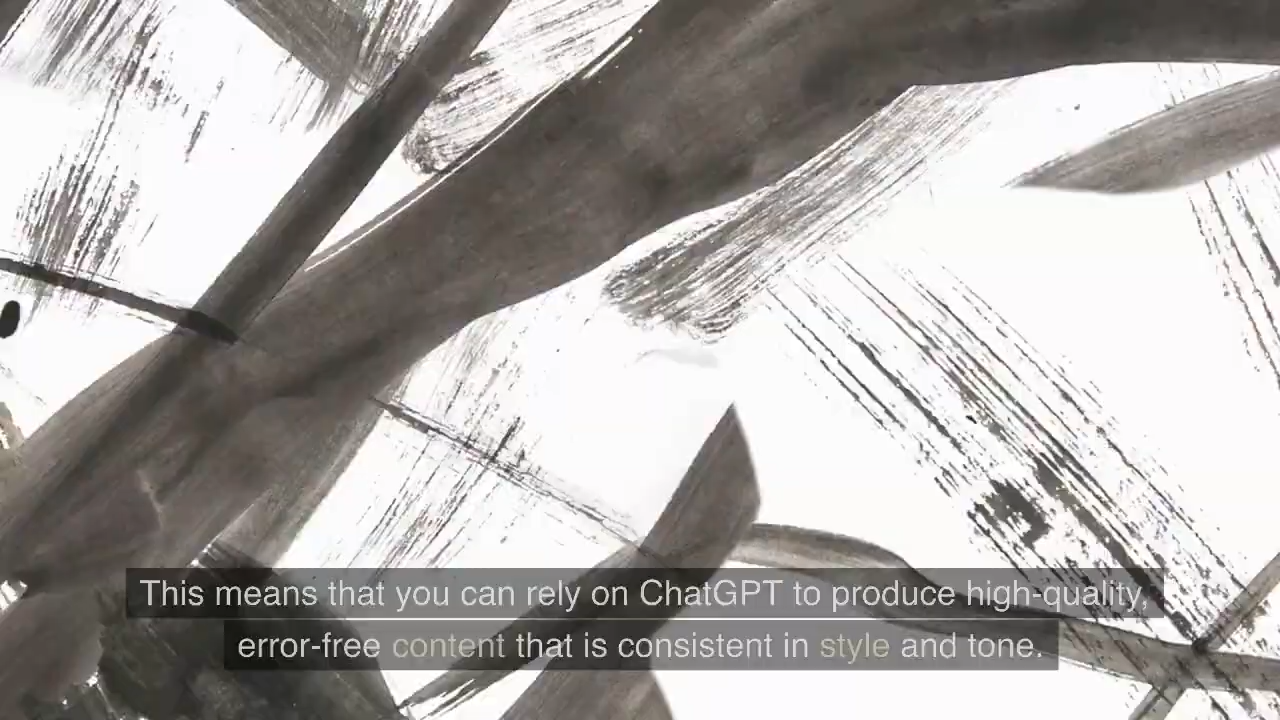 This means that you can rely on ChatGPT to produce high-quality,
error-free content that is consistent in style and tone.